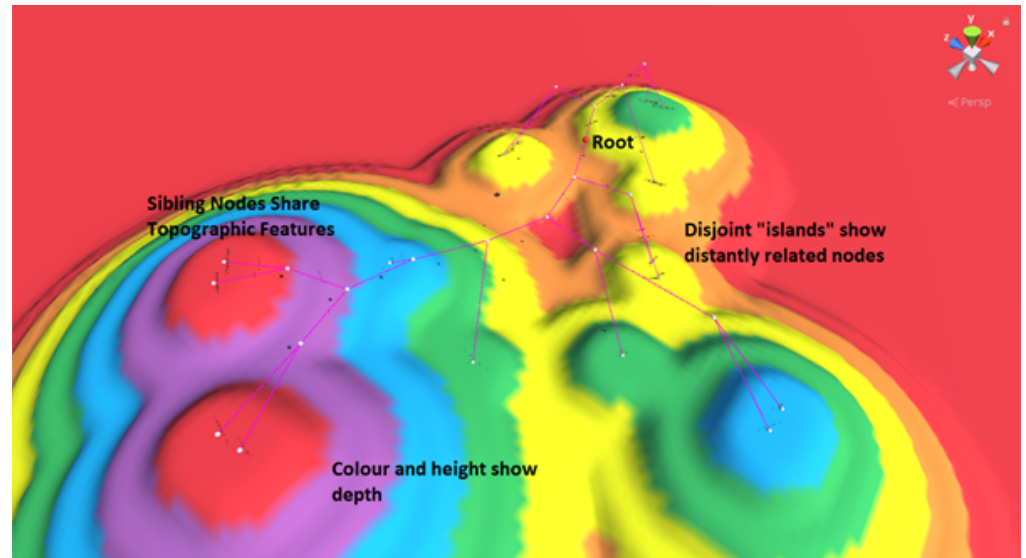 y
z
x
< Persp
Root
Sibling Nodes Share
Topographic Features
Disjoint "islands" show
distantly related nodes
Colour and height show
depth